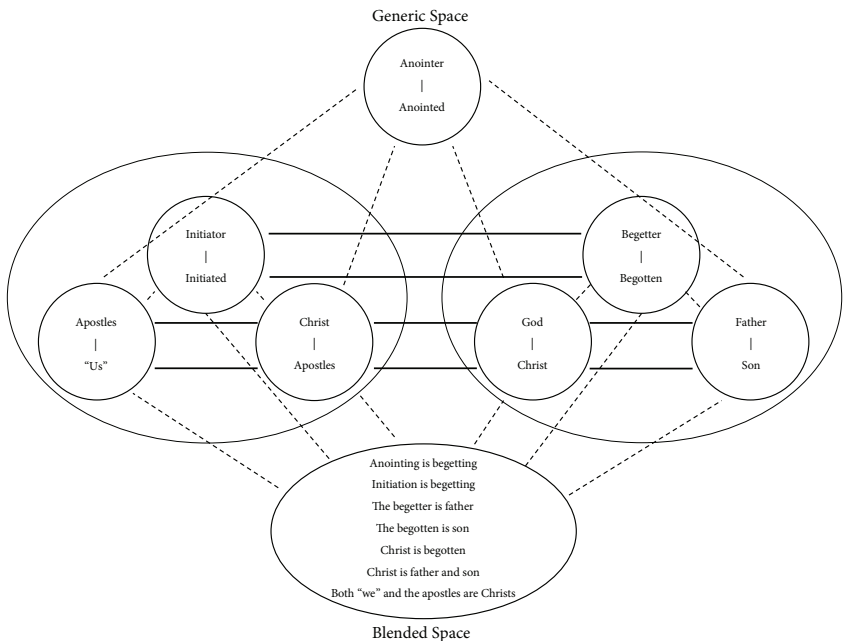 Generic Space
Anointer
|
Anointed
Initiator
|
Initiated
Begetter
|
Begotten
Apostles
|
“Us”
Christ
|
Apostles
God
|
Christ
Father
|
Son
Anointing is begetting
Initiation is begetting
The begetter is father
The begotten is son
Christ is begotten
Christ is father and son
Both “we” and the apostles are Christs
Blended Space